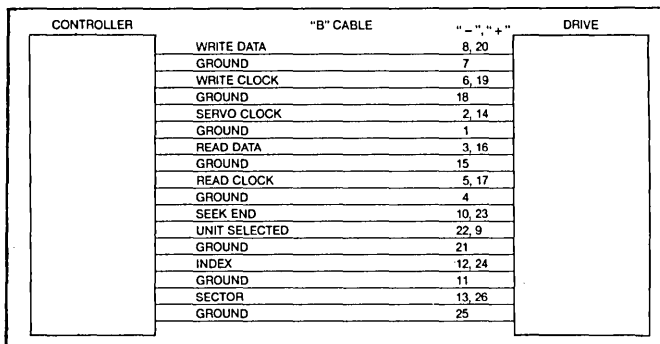 CONTROLLER "B" CABLE "–", "+" DRIVE
WRITE DATA 8, 20
GROUND 7
WRITE CLOCK 6, 19
GROUND 18
SERVO CLOCK 2, 14
GROUND 1
READ DATA 3, 16
GROUND 15
READ CLOCK 5, 17
GROUND 4
SEEK END 10, 23
UNIT SELECTED 22, 9
GROUND 21
INDEX 12, 24
GROUND 11
SECTOR 13, 26
GROUND 25